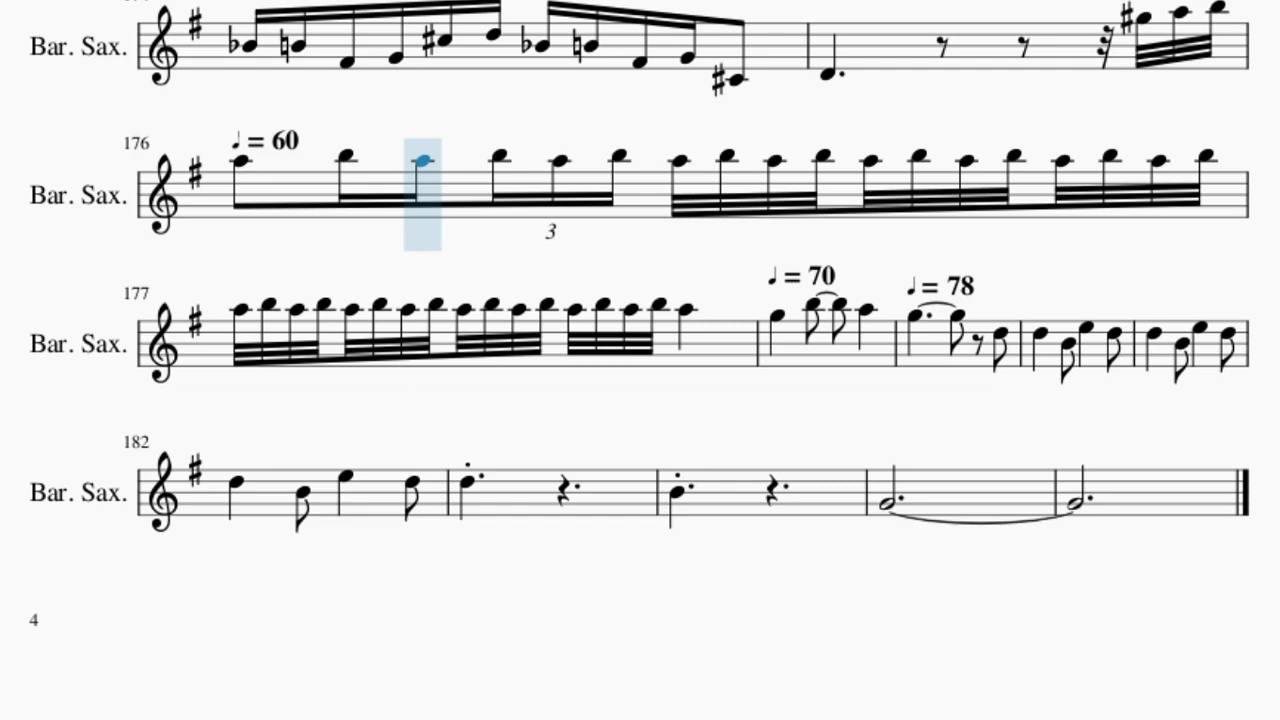 Bar. Sax.
176
♩ = 60
Bar. Sax.
3
177
♩ = 70
♩ = 78
Bar. Sax.
182
Bar. Sax.
4